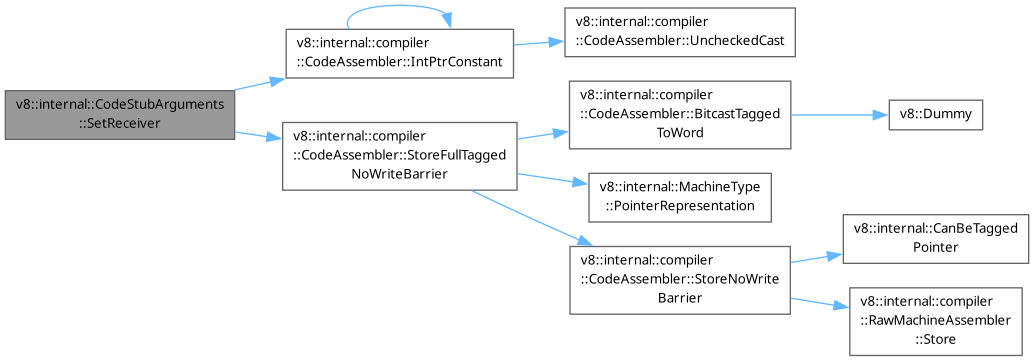 v8::internal::CodeStubArguments
::SetReceiver
v8::internal::compiler
::CodeAssembler::IntPtrConstant
v8::internal::compiler
::CodeAssembler::UncheckedCast
v8::internal::compiler
::CodeAssembler::StoreFullTagged
NoWriteBarrier
v8::internal::compiler
::CodeAssembler::BitcastTagged
ToWord
v8::Dummy
v8::internal::MachineType
::PointerRepresentation
v8::internal::compiler
::CodeAssembler::StoreNoWrite
Barrier
v8::internal::CanBeTagged
Pointer
v8::internal::compiler
::RawMachineAssembler
::Store